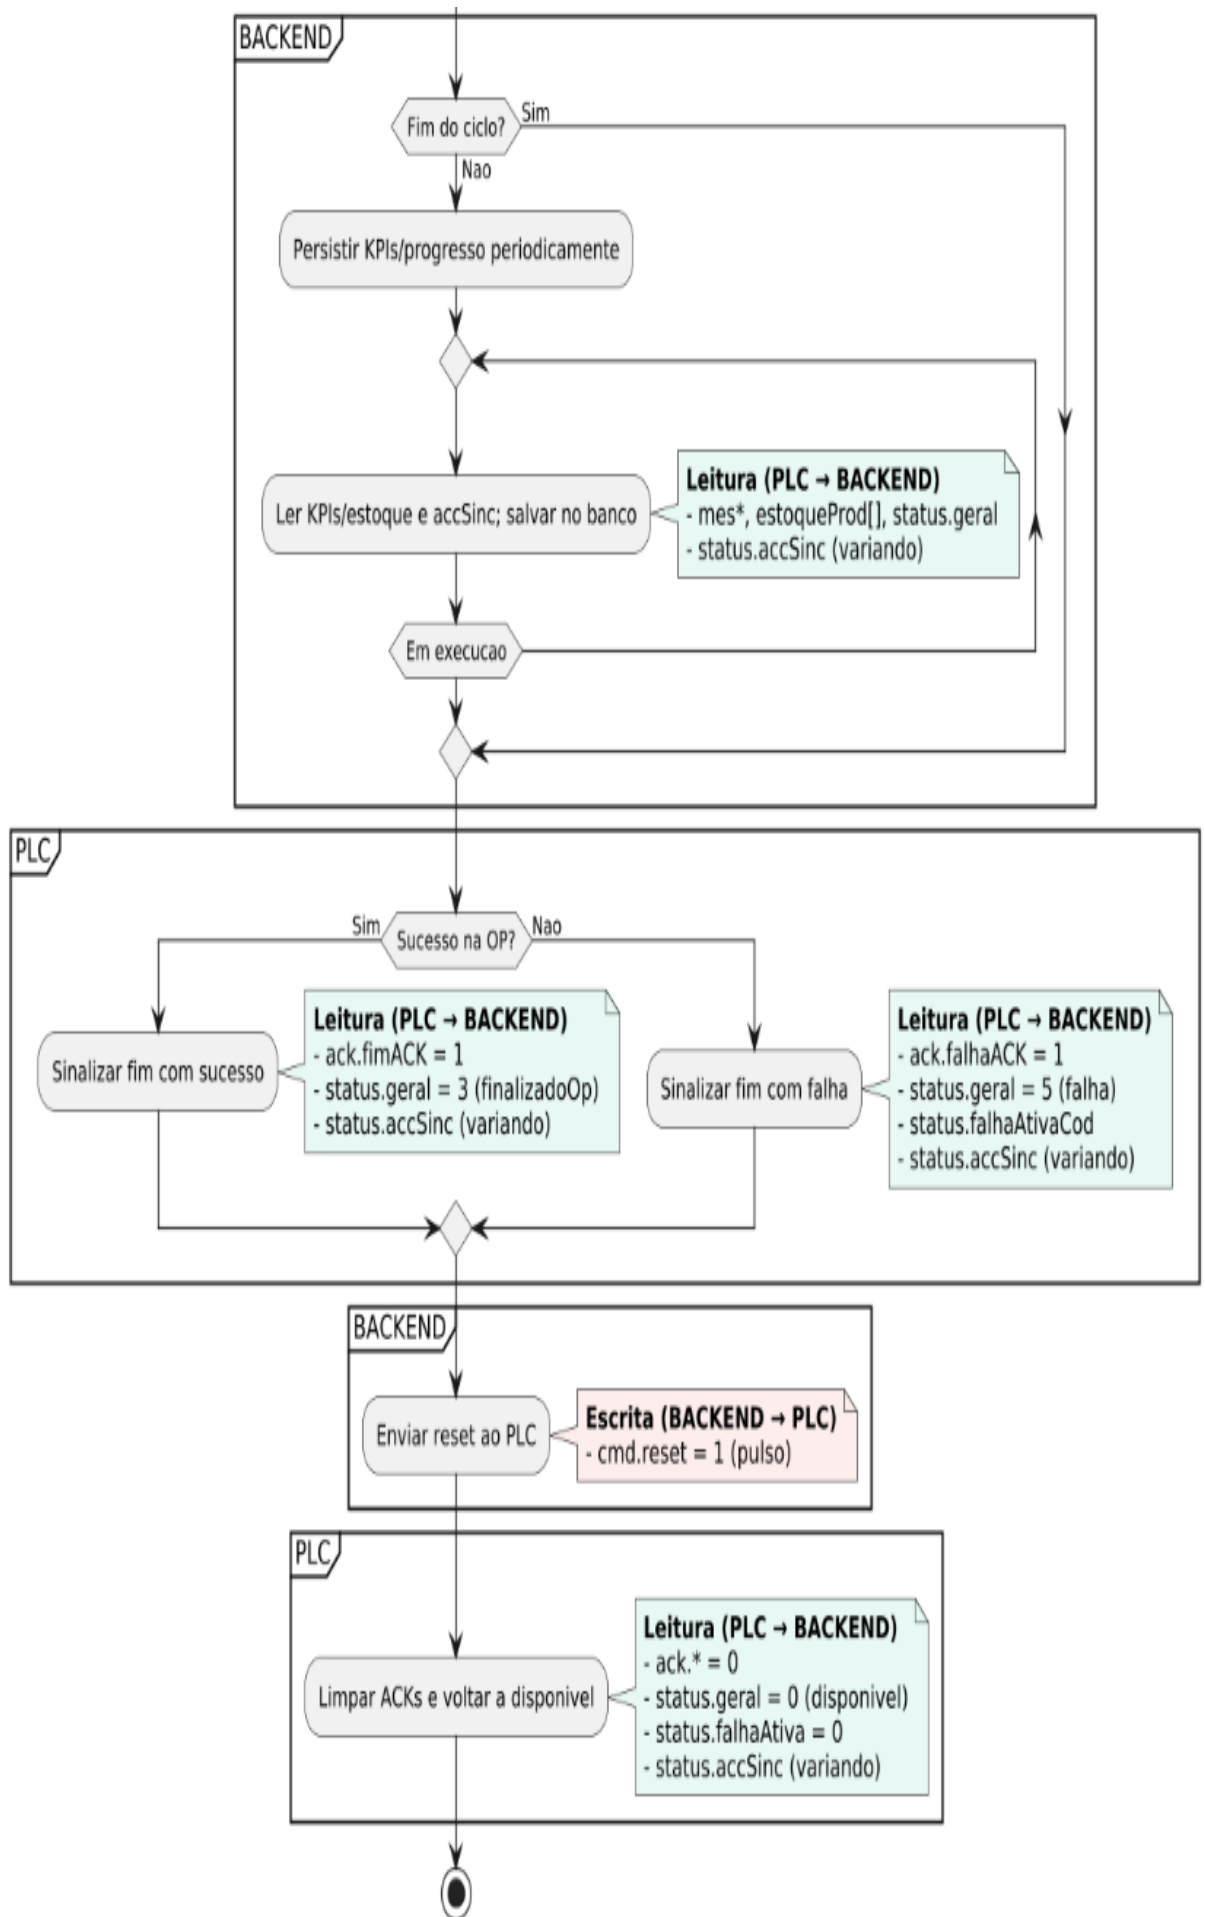 BACKEND
Fim do ciclo?
Sim
Nao
Persistir KPIs/progresso periodicamente
Ler KPIs/estoque e accSinc; salvar no banco
Leitura (PLC → BACKEND)
- mes*, estoqueProd[], status.geral
- status.accSinc (variando)
Em execucao
PLC
Sim
Sucesso na OP?
Nao
Sinalizar fim com sucesso
Leitura (PLC → BACKEND)
- ack.fimACK = 1
- status.geral = 3 (finalizadoOp)
- status.accSinc (variando)
Sinalizar fim com falha
Leitura (PLC → BACKEND)
- ack.falhaACK = 1
- status.geral = 5 (falha)
- status.falhaAtivaCod
- status.accSinc (variando)
BACKEND
Enviar reset ao PLC
Escrita (BACKEND → PLC)
- cmd.reset = 1 (pulso)
PLC
Limpar ACKs e voltar a disponivel
Leitura (PLC → BACKEND)
- ack.* = 0
- status.geral = 0 (disponivel)
- status.falhaAtiva = 0
- status.accSinc (variando)